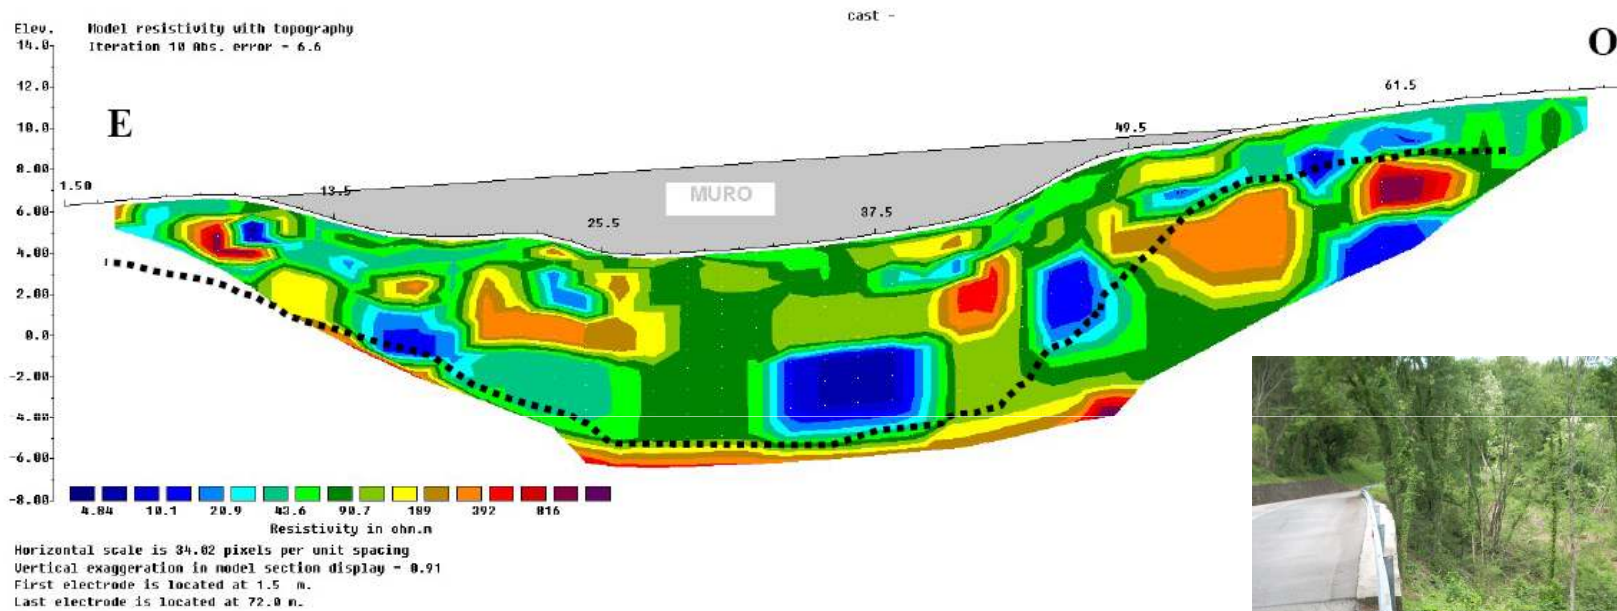 cast -
Elev. Model resistivity with topography
14.0 Iteration 10 Abs. error = 6.6
O
12.0
61.5
E
10.0
49.5
8.00
1.50
13.5
MURO
6.00
25.5
37.5
4.00
2.00
0.0
-2.00
-4.00
-6.00
-8.00
4.84 10.1 20.9 43.6 90.7 189 392 816
Resistivity in ohm.m
Horizontal scale is 34.02 pixels per unit spacing
Vertical exaggeration in model section display = 0.91
First electrode is located at 1.5 m.
Last electrode is located at 72.0 m.